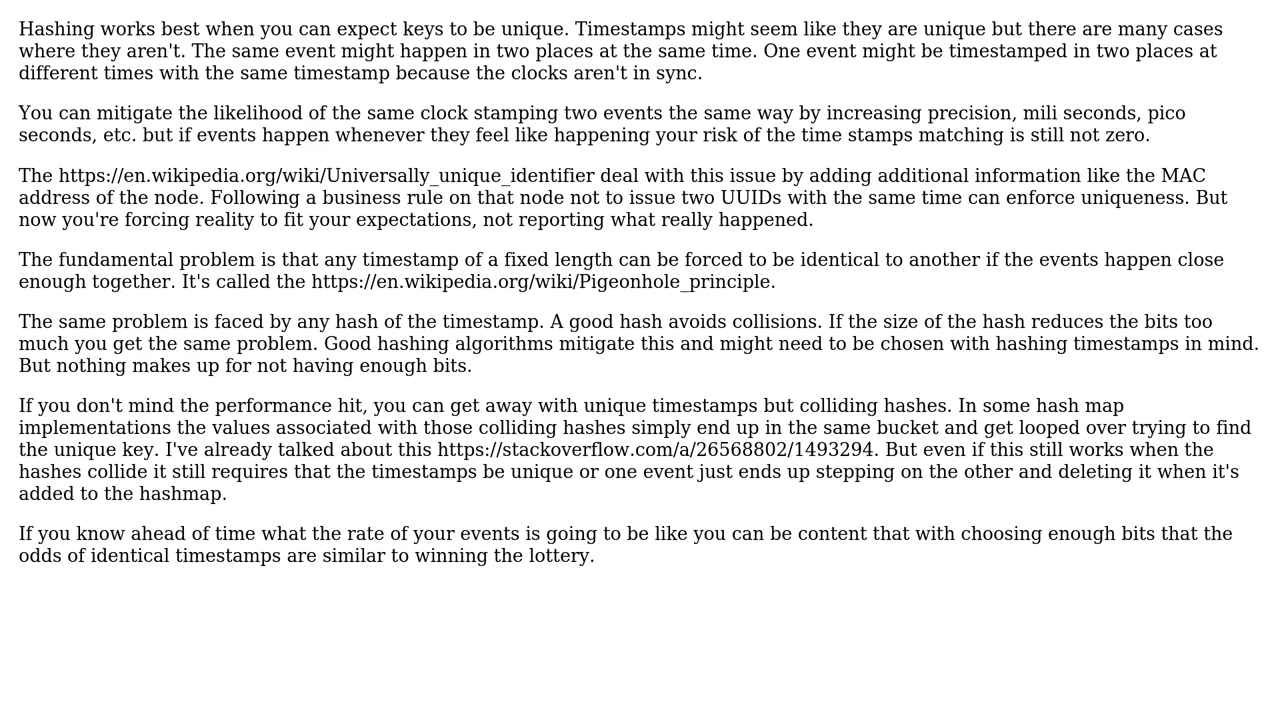 Hashing works best when you can expect keys to be unique. Timestamps might seem like they are unique but there are many cases
where they aren't. The same event might happen in two places at the same time. One event might be timestamped in two places at
different times with the same timestamp because the clocks aren't in sync.
You can mitigate the likelihood of the same clock stamping two events the same way by increasing precision, mili seconds, pico
seconds, etc. but if events happen whenever they feel like happening your risk of the time stamps matching is still not zero.
The https://en.wikipedia.org/wiki/Universally_unique_identifier deal with this issue by adding additional information like the MAC
address of the node. Following a business rule on that node not to issue two UUIDs with the same time can enforce uniqueness. But
now you're forcing reality to fit your expectations, not reporting what really happened.
The fundamental problem is that any timestamp of a fixed length can be forced to be identical to another if the events happen close
enough together. It's called the https://en.wikipedia.org/wiki/Pigeonhole_principle.
The same problem is faced by any hash of the timestamp. A good hash avoids collisions. If the size of the hash reduces the bits too
much you get the same problem. Good hashing algorithms mitigate this and might need to be chosen with hashing timestamps in mind.
But nothing makes up for not having enough bits.
If you don't mind the performance hit, you can get away with unique timestamps but colliding hashes. In some hash map
implementations the values associated with those colliding hashes simply end up in the same bucket and get looped over trying to find
the unique key. I've already talked about this https://stackoverflow.com/a/26568802/1493294. But even if this still works when the
hashes collide it still requires that the timestamps be unique or one event just ends up stepping on the other and deleting it when it's
added to the hashmap.
If you know ahead of time what the rate of your events is going to be like you can be content that with choosing enough bits that the
odds of identical timestamps are similar to winning the lottery.